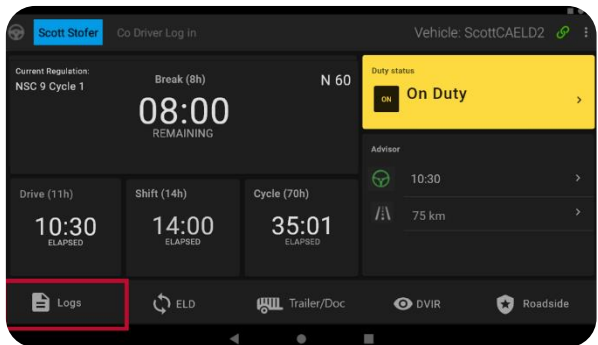 Scott Stofer
Co Driver Log in
Vehicle: ScottCAELD2
Current Regulation:
NSC 9 Cycle 1
Break (8h)
N 60
08:00
REMAINING
Duty status
ON
On Duty
Advisor
10:30
75 km
Drive (11h)
10:30
ELAPSED
Shift (14h)
14:00
ELAPSED
Cycle (70h)
35:01
ELAPSED
Logs
ELD
Trailer/Doc
DVIR
Roadside